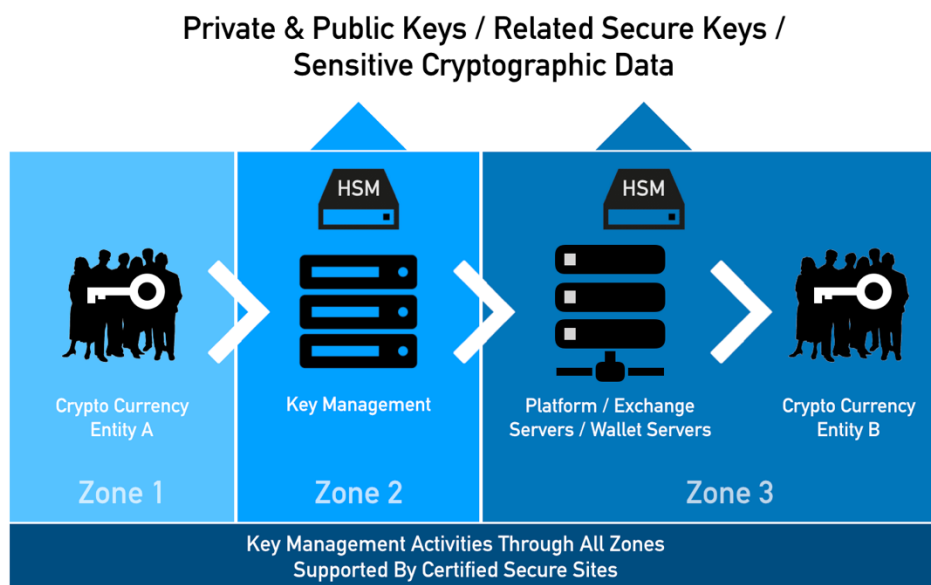 Private & Public Keys / Related Secure Keys /
Sensitive Cryptographic Data
HSM
HSM
Crypto Currency
Entity A
Key Management
Platform / Exchange
Servers / Wallet Servers
Crypto Currency
Entity B
Zone 1
Zone 2
Zone 3
Key Management Activities Through All Zones
Supported By Certified Secure Sites